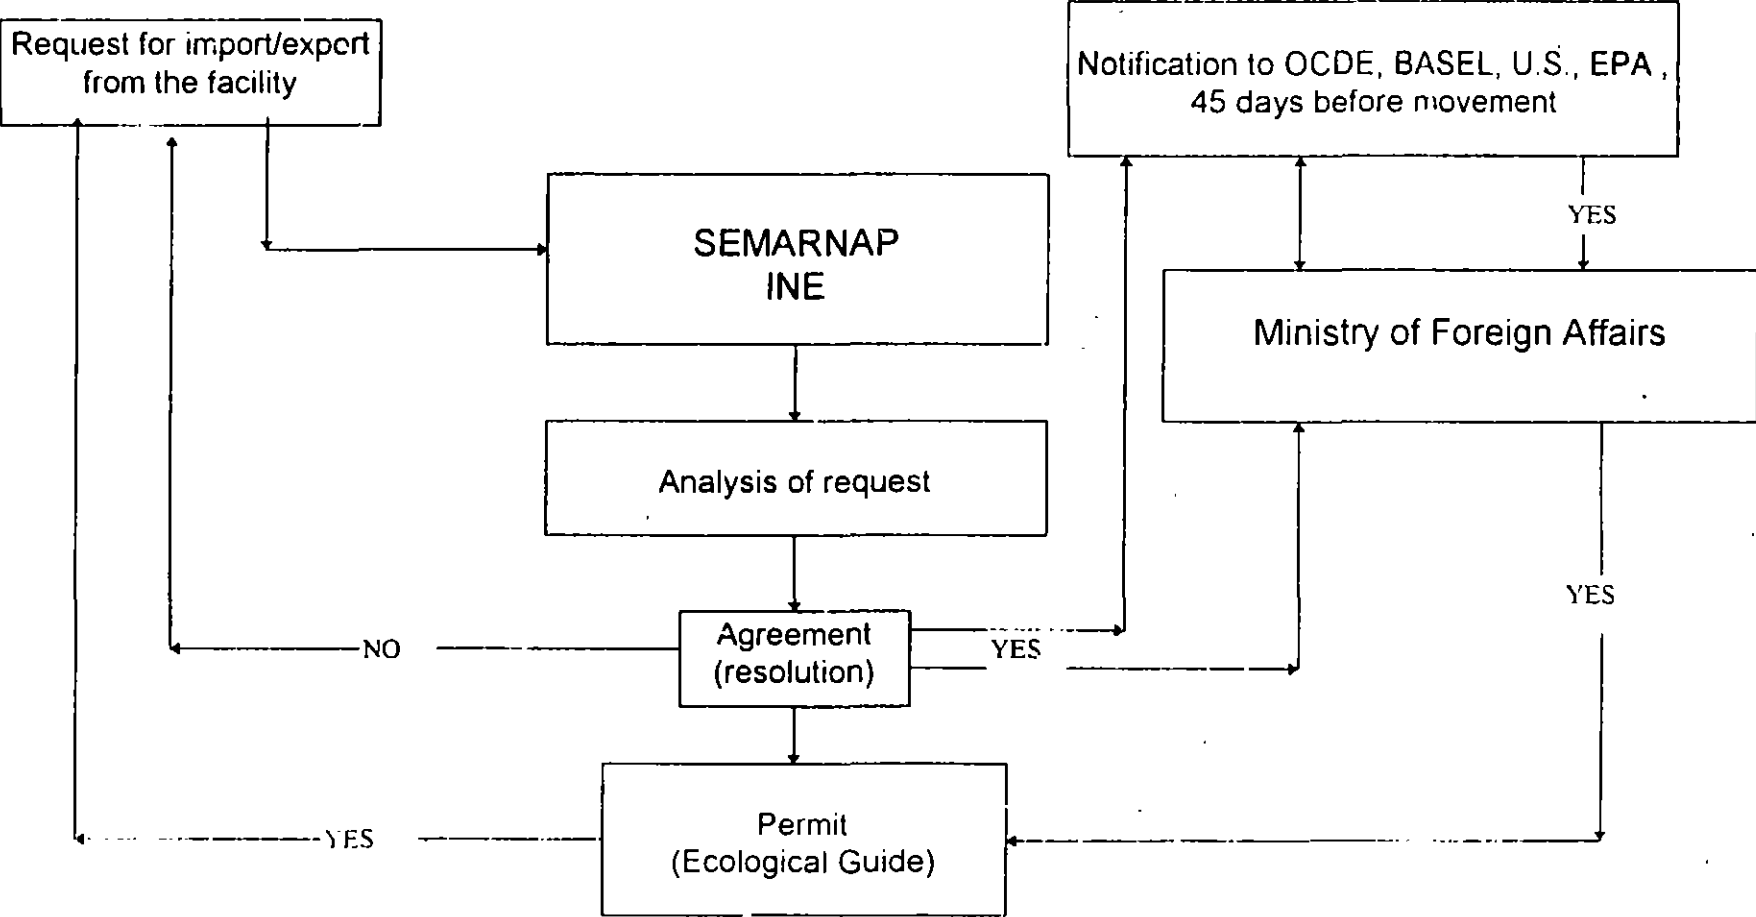 Request for import/export
from the facility
Notification to OCDE, BASEL, U.S., EPA ,
45 days before movement
YES
SEMARNAP
INE
Ministry of Foreign Affairs
Analysis of request
YES
Agreement
(resolution)
NO
YES
Permit
(Ecological Guide)
YES